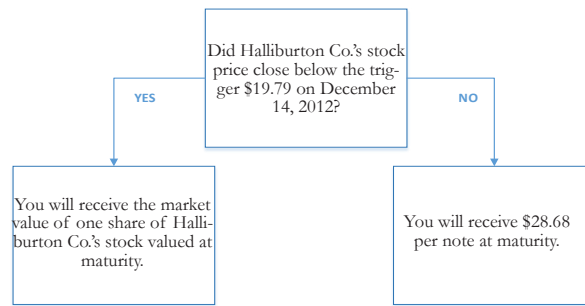 Did Halliburton Co.'s stock
price close below the trig-
ger $19.79 on December
14, 2012?
YES
NO
You will receive the market
value of one share of Halli-
burton Co.'s stock valued at
maturity.
You will receive $28.68
per note at maturity.